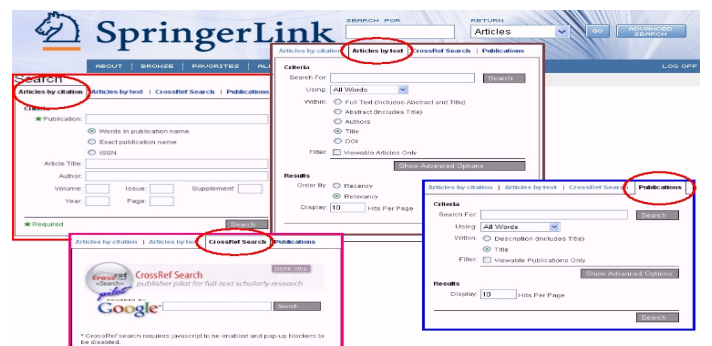 SpringerLink
SEARCH FOR
RETURN
Articles
GO
ADVANCED SEARCH
ABOUT | BROWSE | FAVORITES | AL
LOG OFF
Search
Articles by citation | Articles by text | CrossRef Search | Publications
Criteria
★ Publication:
Words in publication name
Exact publication name
ISSN
Article Title:
Author:
Volume: Issue: Supplement:
Year: Page:
★ Required
Search
Articles by citation | Articles by text | CrossRef Search | Publications
Criteria
Search For:
Search
Using: All Words
Within: Full Text (Includes Abstract and Title)
Abstract (Includes Title)
Authors
Title
DOI
Filter: Viewable Articles Only
Show Advanced Options
Results
Order By: Recency
Relevancy
Display: 10 Hits Per Page
Articles by citation | Articles by text | CrossRef Search | Publications
Criteria
Search For:
Search
Using: All Words
Within: Description (Includes Title)
Title
Filter: Viewable Publications Only
Show Advanced Options
Results
Display: 10 Hits Per Page
Search
Articles by citation | Articles by text | CrossRef Search | Publications
crossref
<Search>
pilot
CrossRef Search
publisher pilot for full-text scholarly research
POWERED BY
Google
Search
* CrossRef search requires javascript to be enabled and pop-up blockers to
be disabled.